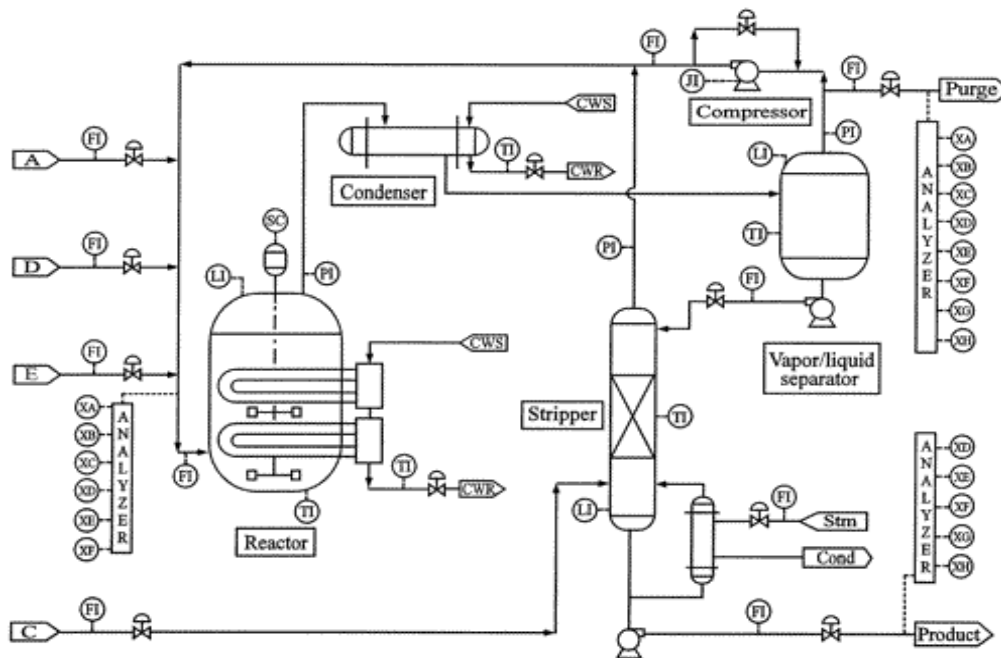 FI
FI
Purge
JI
Compressor
CWS
FI
A
TI
CWR
PI
LI
Condenser
XA
XB
XC
XD
XE
XF
XG
XH
ANALYZER
SC
FI
D
LI
PI
PI
TI
FI
CWS
FI
E
Vapor/liquid
separator
Stripper
TI
XA
XB
XC
XD
XE
XF
ANALYZER
FI
TI
CWR
TI
Reactor
LI
FI
Stm
Cond
XD
XE
XF
XG
XH
ANALYZER
FI
C
FI
Product